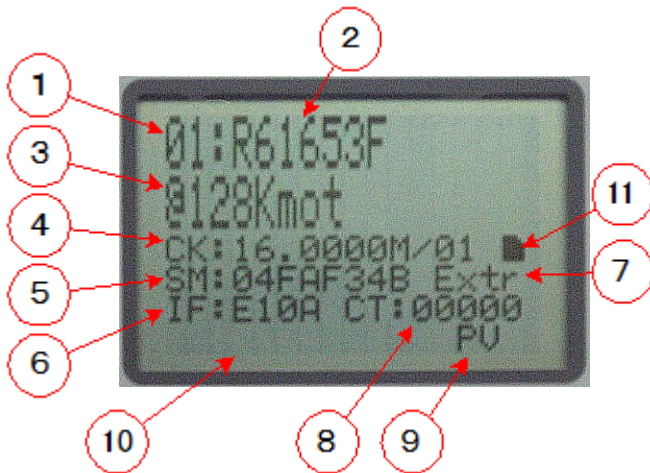 2
1
01:R61653F
3
@128Kmot
11
4
CK:16.0000M/01
5
SM:04FAF34B Extr
7
6
IF:E10A CT:00000
PV
10
8
9